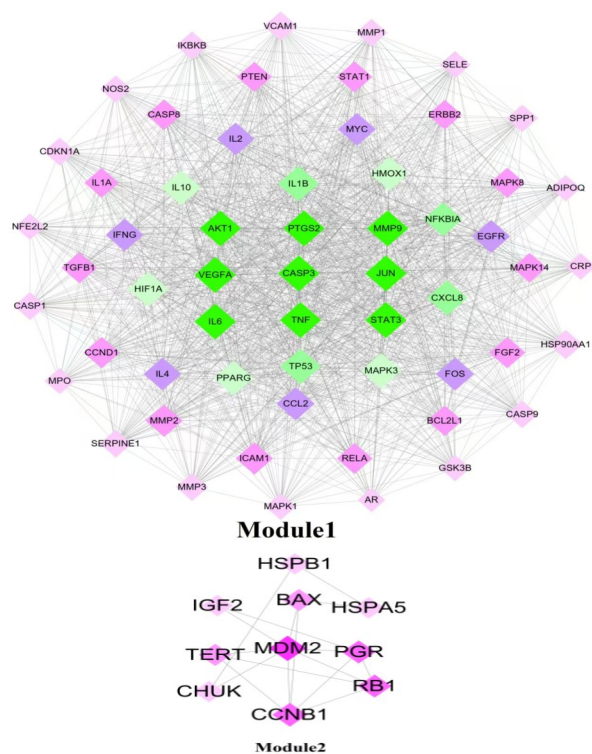 VCAM1
IKBKB MMP1
PTEN STAT1 SELE
NOS2 CASP8 ERBB2 SPP1
IL2 MYC
CDKN1A IL1A IL10 IL1B HMOX1 MAPK8 ADIPOQ
NFE2L2 IFNG AKT1 PTGS2 MMP9 NFKBIA EGFR
TGFB1 VEGFA CASP3 JUN MAPK14 CRP
CASP1 HIF1A CXCL8
IL6 TNF STAT3 HSP90AA1
CCND1 FGF2
MPO IL4 PPARG TP53 MAPK3 FOS
CCL2 CASP9
SERPINE1 MMP2 BCL2L1
ICAM1 RELA GSK3B
MMP3 MAPK1 AR
Module1
HSPB1
IGF2 BAX HSPA5
TERT MDM2 PGR
CHUK RB1
CCNB1
Module2